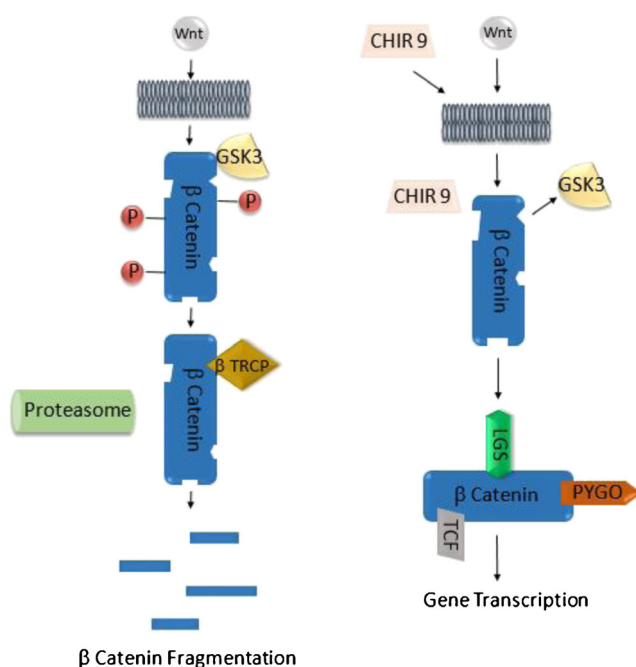 Wnt
GSK3
β Catenin
P
P
P
β TRCP
β Catenin
Proteasome
β Catenin Fragmentation
CHIR 9
Wnt
CHIR 9
GSK3
β Catenin
LGS
β Catenin
PYGO
TCF
Gene Transcription